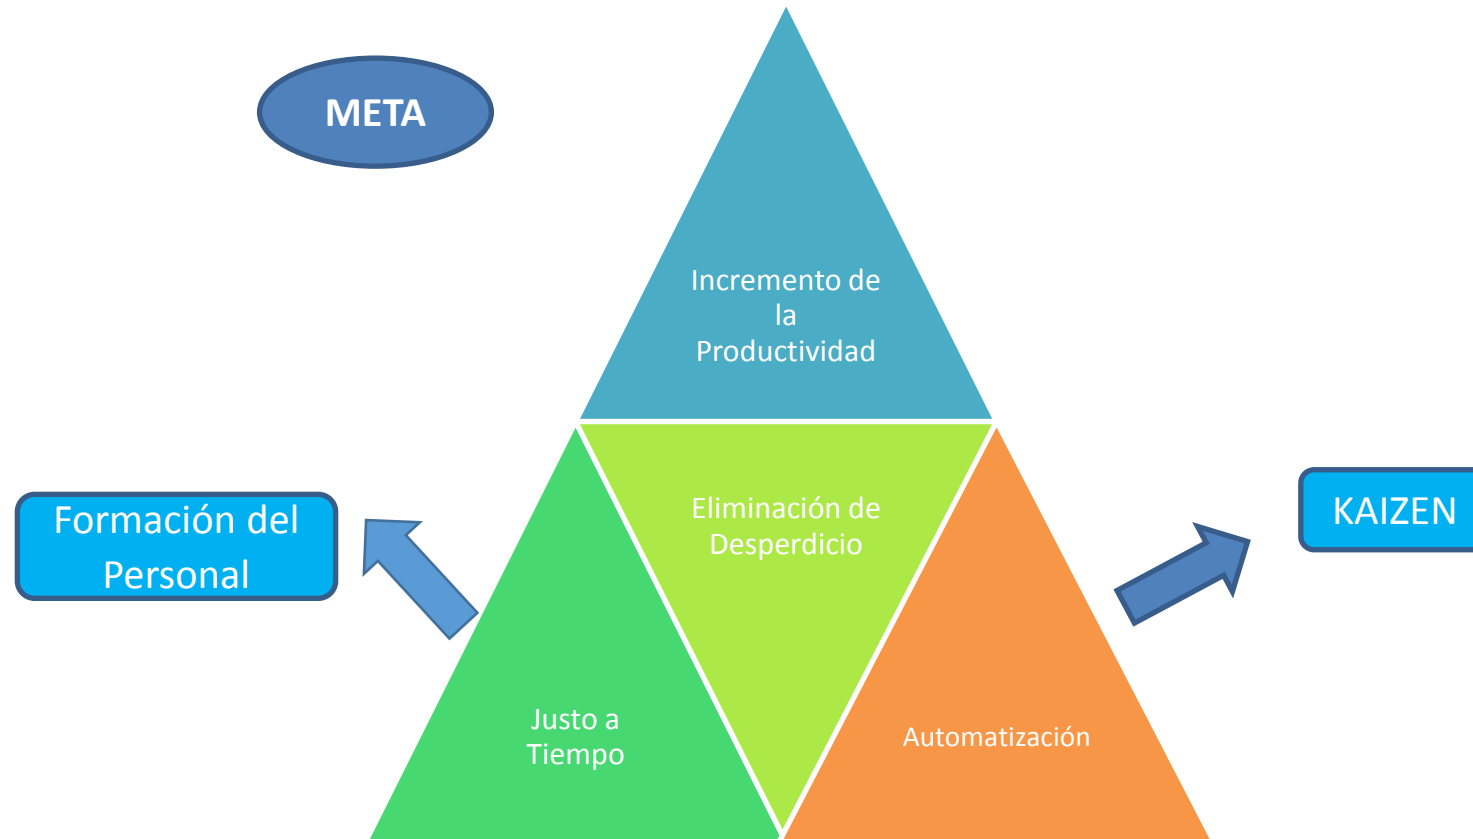 META
Incremento de
la
Productividad
Formación del
Personal
Eliminación de
Desperdicio
KAIZEN
Justo a
Tiempo
Automatización